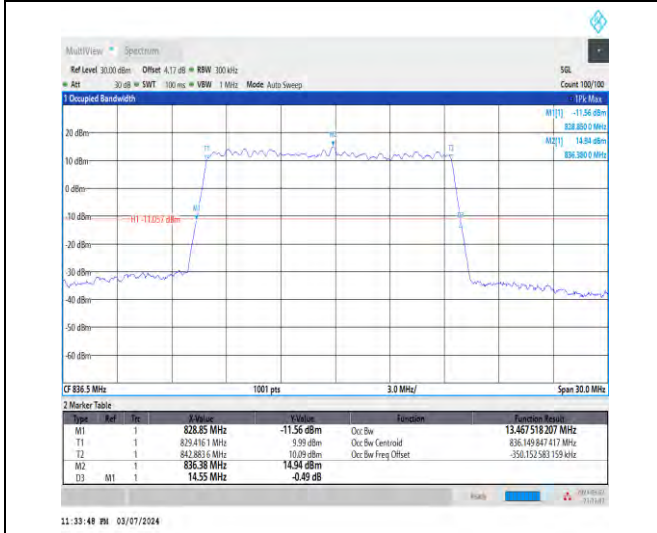 MultiView Spectrum
Ref Level 30.00 dBm Offset 4.17 dB RBW 300 kHz SGL
Att 30 dB SWT 100 ms VBW 1 MHz Mode Auto Sweep Count 100/100
1 Occupied Bandwidth 1Pk Max
M1[1] -11.56 dBm
828.850 0 MHz
M2[1] 14.94 dBm
836.380 0 MHz
20 dBm
T1 M2 T2
10 dBm
0 dBm
M1
-10 dBm
H1 -11.057 dBm
-20 dBm
-30 dBm
-40 dBm
-50 dBm
-60 dBm
CF 836.5 MHz 1001 pts 3.0 MHz/ Span 30.0 MHz
2 Marker Table
Type Ref Trc X-Value Y-Value Function Function Result
M1 1 828.85 MHz -11.56 dBm Occ Bw 13.467 518 207 MHz
T1 1 829.416 1 MHz 9.99 dBm Occ Bw Centroid 836.149 847 417 MHz
T2 1 842.883 6 MHz 10.09 dBm Occ Bw Freq Offset -350.152 583 159 kHz
M2 1 836.38 MHz 14.94 dBm
D3 M1 1 14.55 MHz -0.49 dB
Ready
11:33:48 PM 03/07/2024